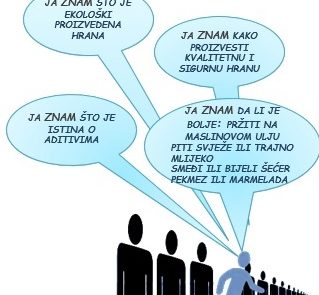 JA ZNAM ŠTO JE
EKOLOŠKI
PROIZVEDENA
HRANA
JA ZNAM KAKO
PROIZVESTI
KVALITETNU I
SIGURNU HRANU
JA ZNAM ŠTO JE
ISTINA O
ADITIVIMA
JA ZNAM DA LI JE
BOLJE: PRŽITI NA
MASLINOVOM ULJU
PITI SVJEŽE ILI TRAJNO
MLIJEKO
SMEĐI ILI BIJELI ŠEĆER
PEKMEZ ILI MARMELADA